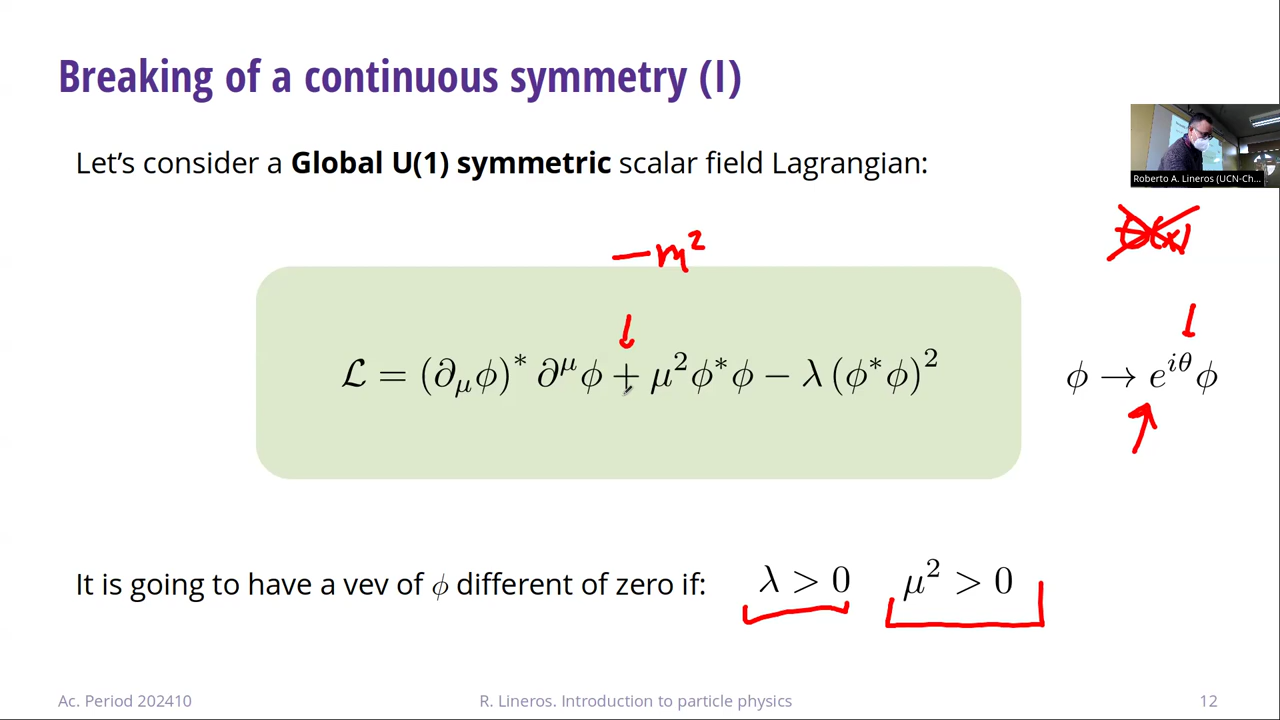 Breaking of a continuous symmetry (I)
Let's consider a Global U(1) symmetric scalar field Lagrangian:
Roberto A. Lineros (UCN-Ch...
θ(x)
−m²
ℒ = (∂_μϕ)* ∂^μϕ + μ²ϕ*ϕ − λ(ϕ*ϕ)²
ϕ → e^{iθ}ϕ
It is going to have a vev of ϕ different of zero if: λ > 0 μ² > 0
Ac. Period 202410 R. Lineros. Introduction to particle physics 12